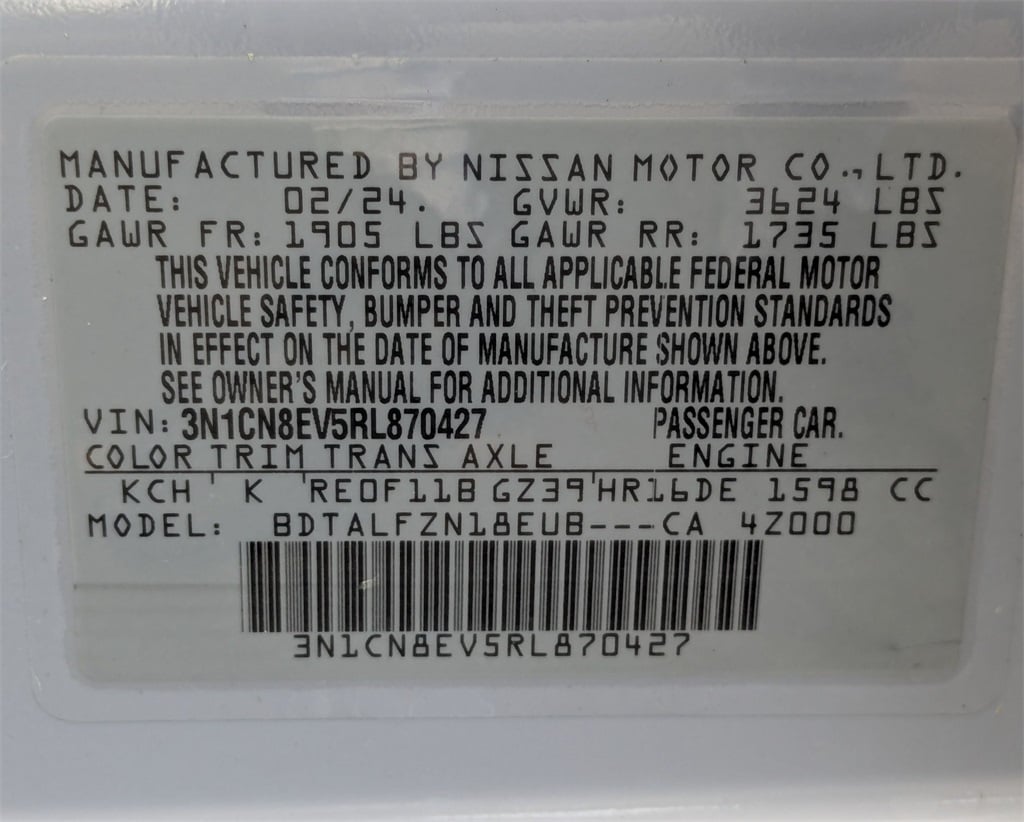 MANUFACTURED BY NISSAN MOTOR CO., LTD.
DATE: 02/24. GVWR: 3624 LBS
GAWR FR: 1905 LBS GAWR RR: 1735 LBS
THIS VEHICLE CONFORMS TO ALL APPLICABLE FEDERAL MOTOR
VEHICLE SAFETY, BUMPER AND THEFT PREVENTION STANDARDS
IN EFFECT ON THE DATE OF MANUFACTURE SHOWN ABOVE.
SEE OWNER'S MANUAL FOR ADDITIONAL INFORMATION.
VIN: 3N1CN8EV5RL870427 PASSENGER CAR.
COLOR TRIM TRANS AXLE ENGINE
KCH ' K ' RE0F11B GZ39 ' HR16DE 1598 CC
MODEL: BDTALFZN18EUB---CA 4Z000
3N1CN8EV5RL870427